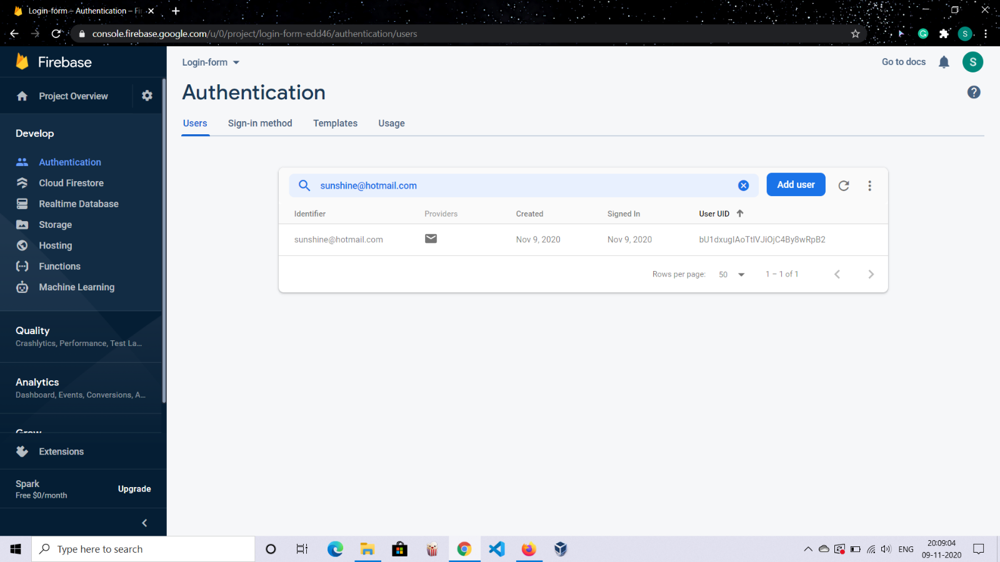 Login-form – Authentication – Fir
console.firebase.google.com/u/0/project/login-form-edd46/authentication/users
S
Firebase
Login-form
Go to docs
S
Project Overview
Authentication
Users Sign-in method Templates Usage
Develop
Authentication
Cloud Firestore
Realtime Database
Storage
Hosting
Functions
Machine Learning
sunshine@hotmail.com
Add user
Identifier Providers Created Signed In User UID
sunshine@hotmail.com Nov 9, 2020 Nov 9, 2020 bU1dxugIAoTtIVJiOjC4By8wRpB2
Rows per page: 50 1 – 1 of 1
Quality
Crashlytics, Performance, Test La...
Analytics
Dashboard, Events, Conversions, A...
Grow
Extensions
Spark
Free $0/month
Upgrade
Type here to search
ENG
20:09:04
09-11-2020